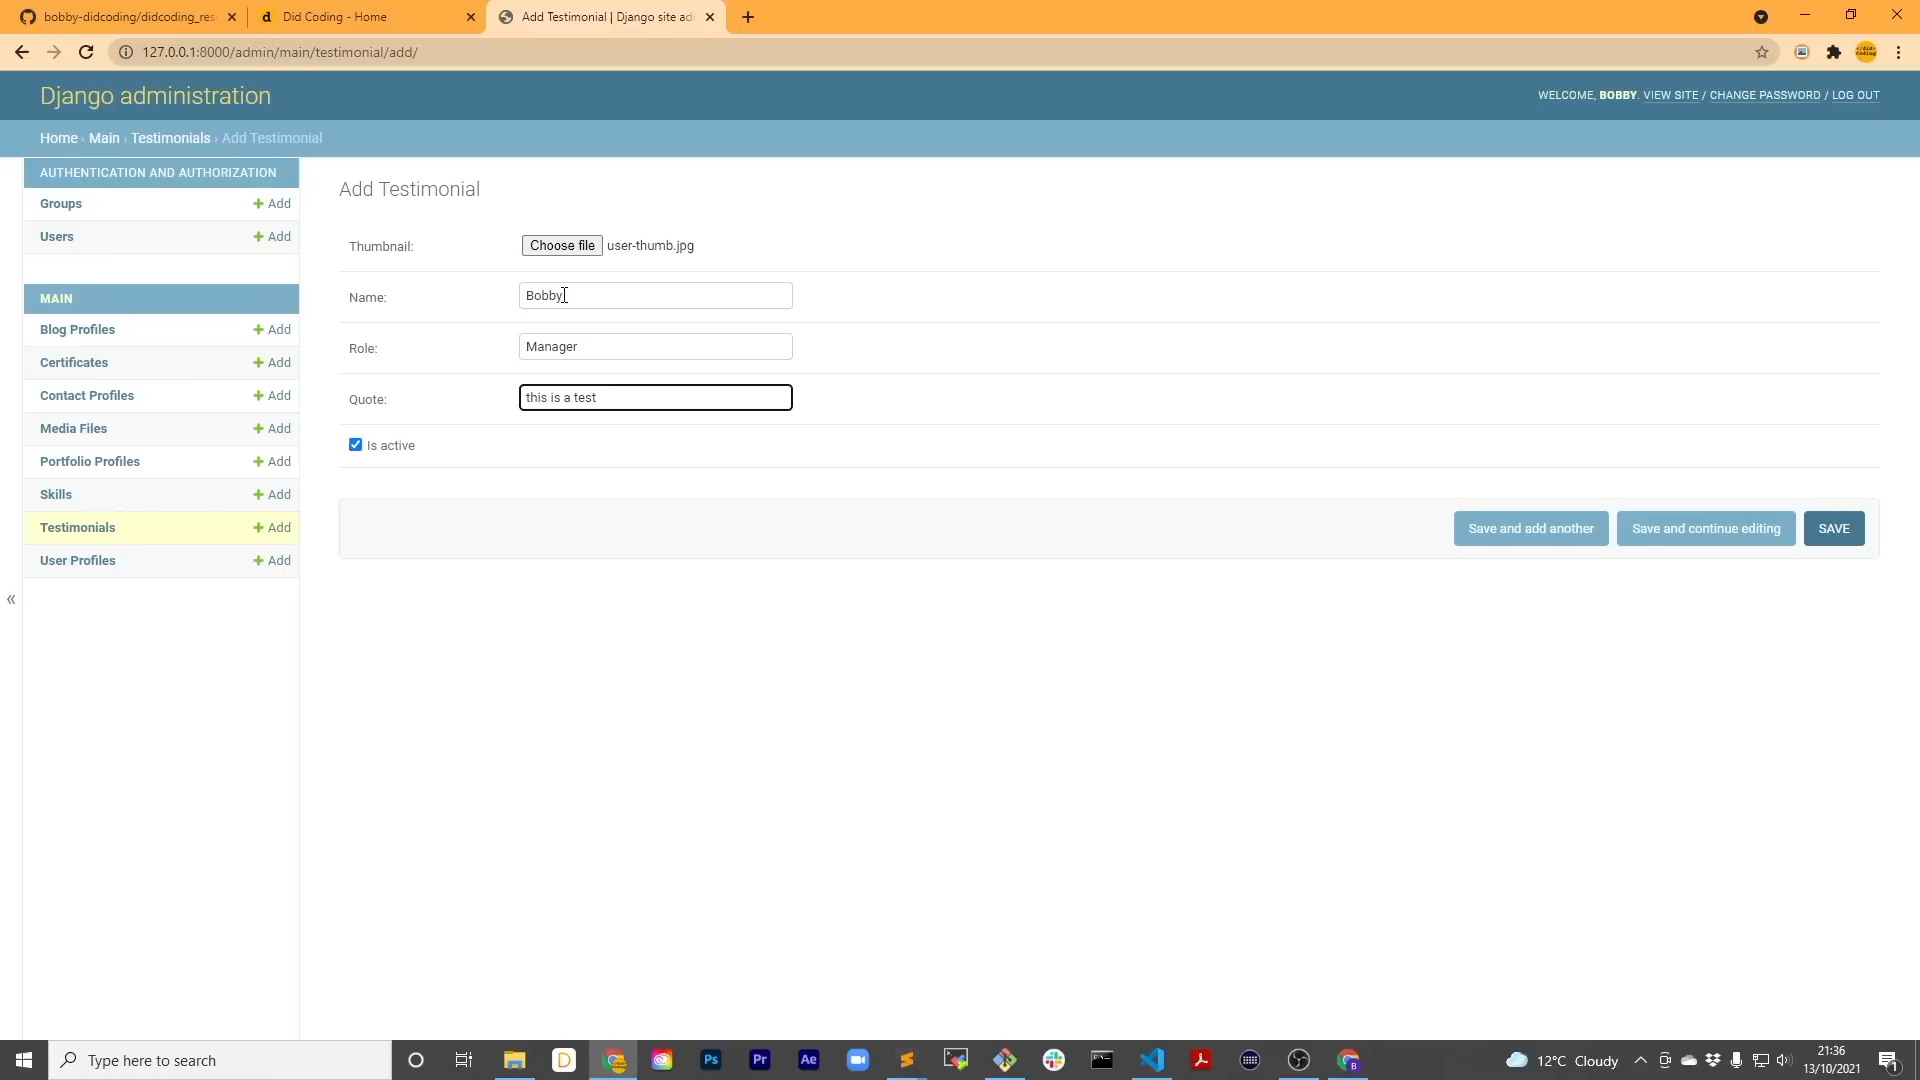 bobby-didcoding/didcoding_res
Did Coding - Home
Add Testimonial | Django site ad
127.0.0.1:8000/admin/main/testimonial/add/
Django administration
WELCOME, BOBBY. VIEW SITE / CHANGE PASSWORD / LOG OUT
Home › Main › Testimonials › Add Testimonial
AUTHENTICATION AND AUTHORIZATION
Groups + Add
Users + Add
MAIN
Blog Profiles + Add
Certificates + Add
Contact Profiles + Add
Media Files + Add
Portfolio Profiles + Add
Skills + Add
Testimonials + Add
User Profiles + Add
«
Add Testimonial
Thumbnail: Choose file user-thumb.jpg
Name: Bobby
Role: Manager
Quote: this is a test
Is active
Save and add another Save and continue editing SAVE
Type here to search
D
Ps
Pr
Ae
B
12°C Cloudy
21:36
13/10/2021
1